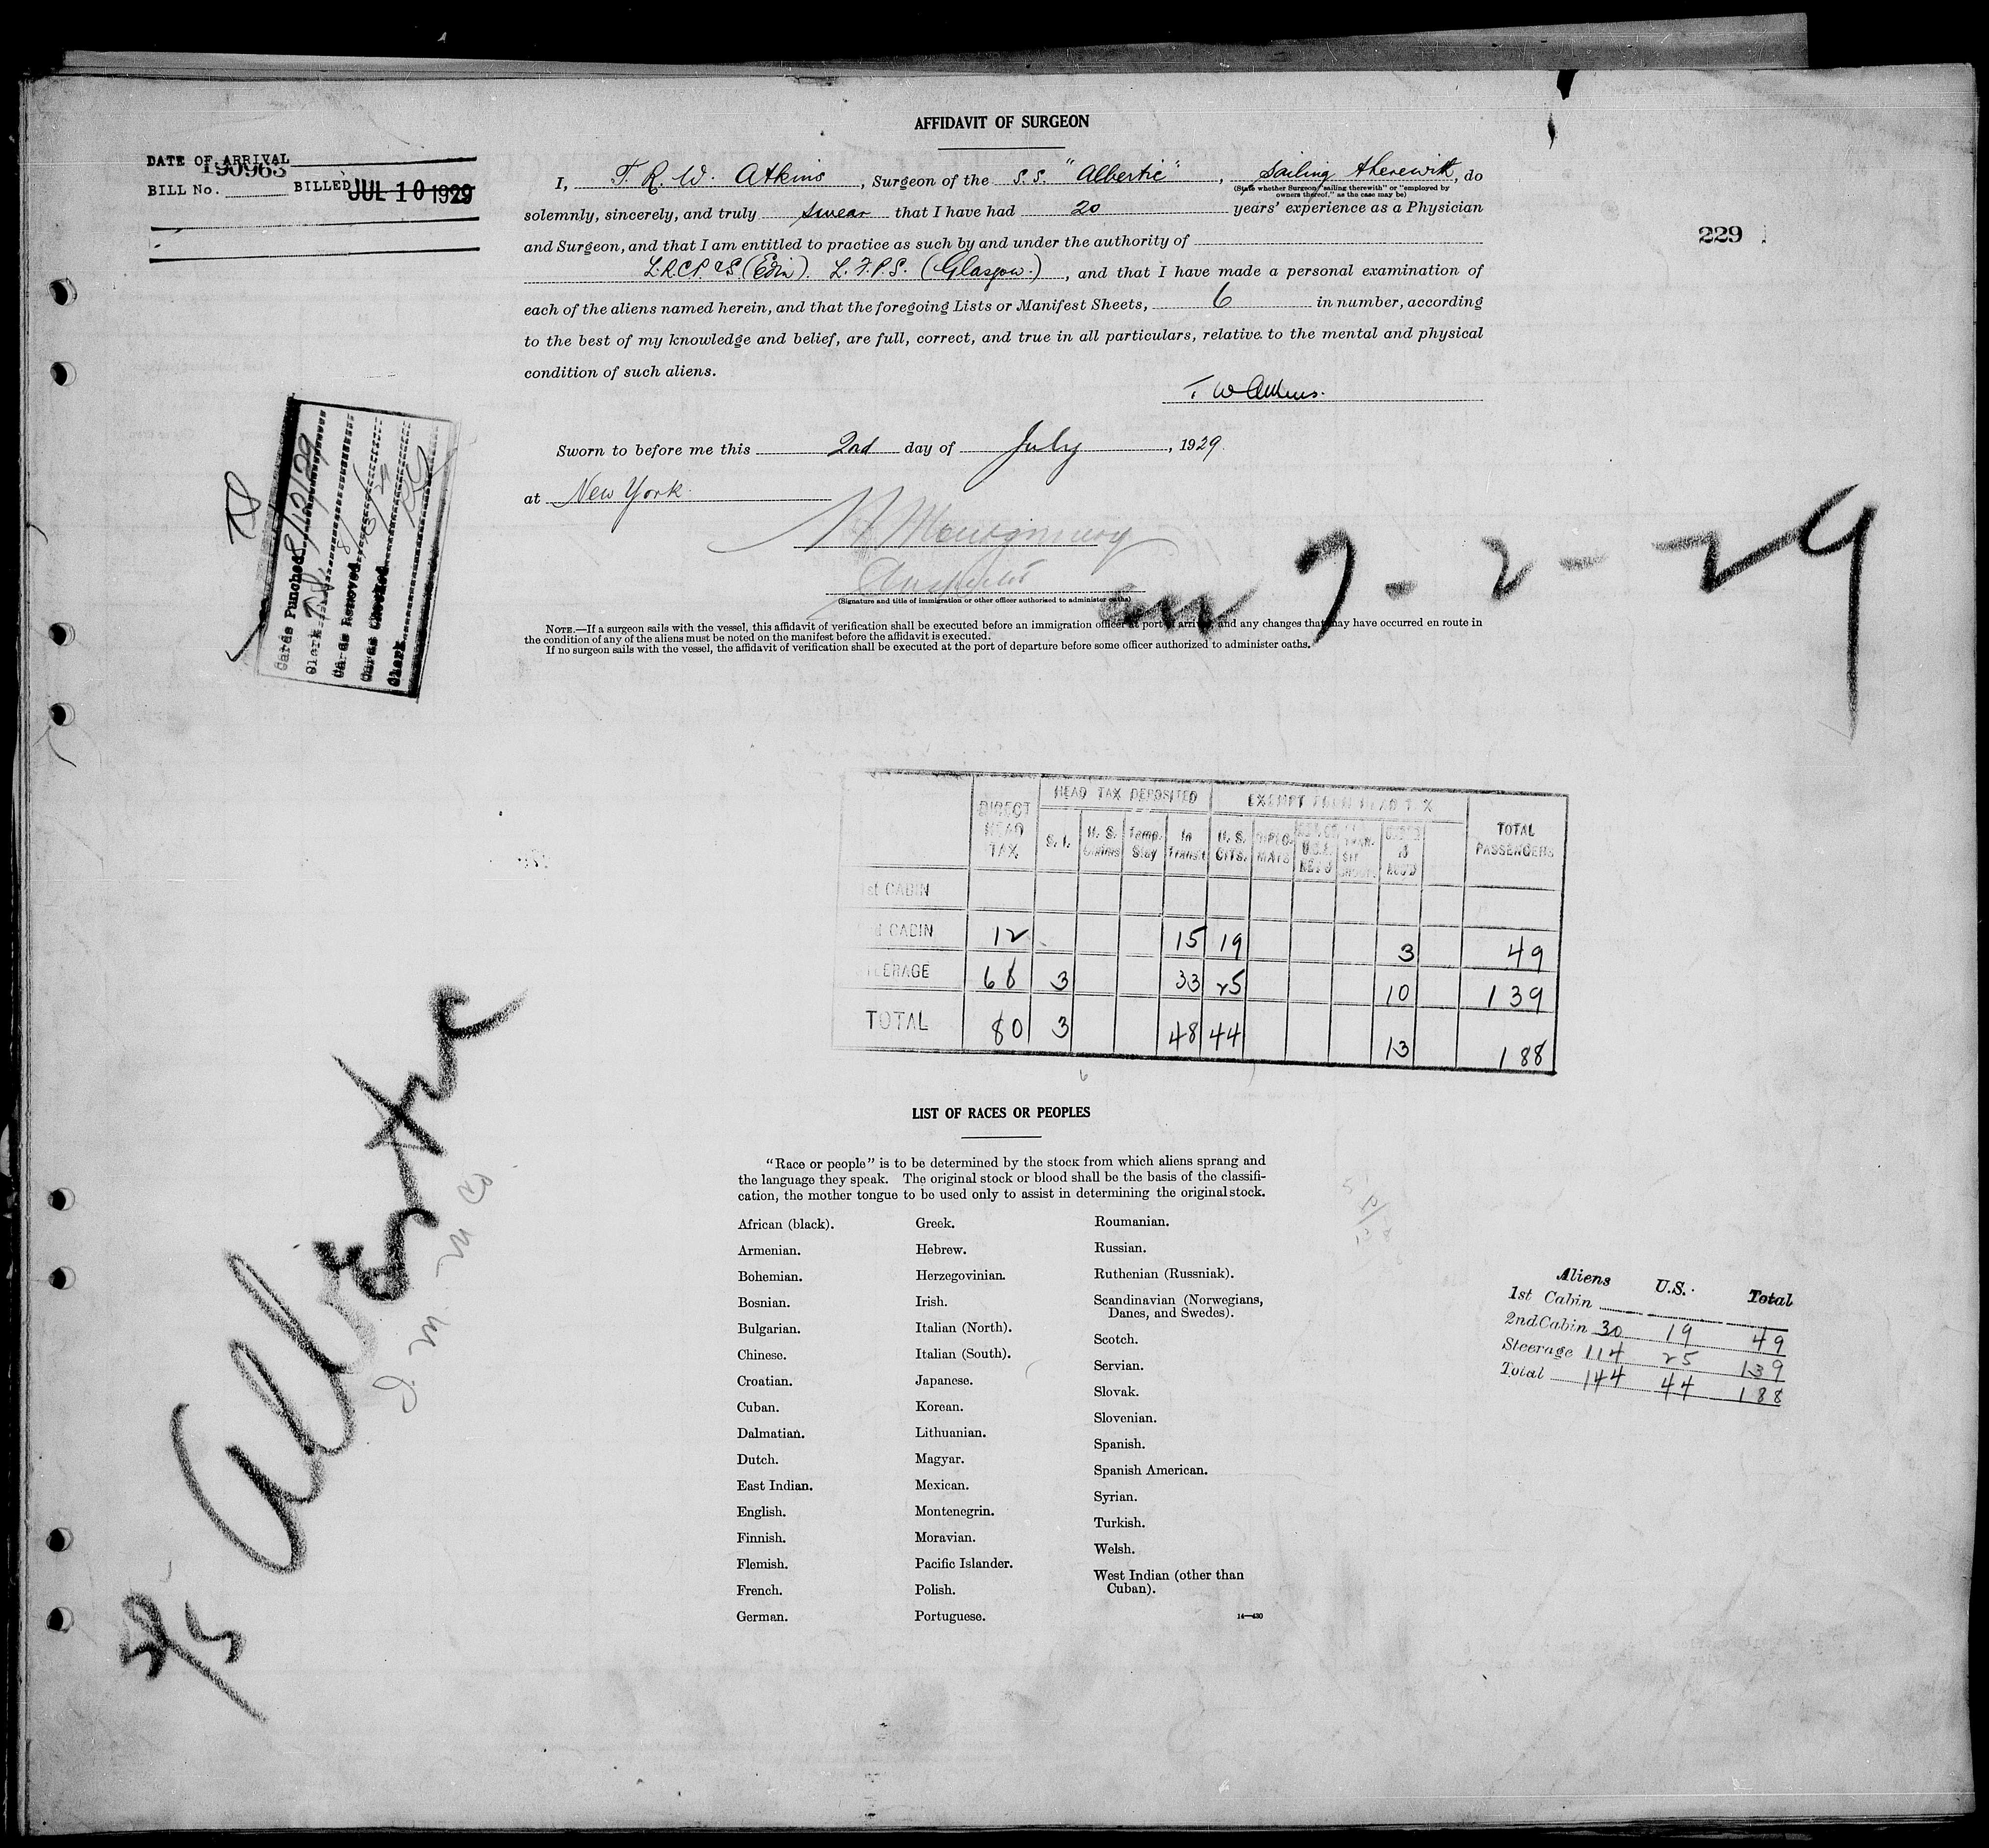 AFFIDAVIT OF SURGEON
DATE OF ARRIVAL
190963
BILL No. BILLED JUL 10 1929
I, T. R. W. Atkins, Surgeon of the S.S. "Albertic", sailing therewith, do
(State whether Surgeon "sailing therewith" or "employed by
owners thereof," as the case may be)
solemnly, sincerely, and truly swear that I have had 20 years' experience as a Physician
and Surgeon, and that I am entitled to practice as such by and under the authority of
L.R.C.P. & S. (Edin). L.F.P.S. (Glasgow.), and that I have made a personal examination of
each of the aliens named herein, and that the foregoing Lists or Manifest Sheets, 6 in number, according
to the best of my knowledge and belief, are full, correct, and true in all particulars, relative to the mental and physical
condition of such aliens.
T W Atkins.
229
Sworn to before me this 2nd day of July, 1929.
at New York.
Montgomery
(Signature and title of immigration or other officer authorized to administer oaths)
7-2-29
NOTE.—If a surgeon sails with the vessel, this affidavit of verification shall be executed before an immigration officer at port of arrival and any changes that may have occurred en route in
the condition of any of the aliens must be noted on the manifest before the affidavit is executed.
If no surgeon sails with the vessel, the affidavit of verification shall be executed at the port of departure before some officer authorized to administer oaths.
Cards Punched 8/12/29
Clerk
Cards Removed
Cards Checked
Clerk
HEAD TAX DEPOSITED EXEMPT FROM HEAD TAX
DIRECT HEAD TAX S.I. U.S. Claims Temp. Stay In Transit U.S. CITS. TOTAL PASSENGERS
1st CABIN
CABIN 12 15 19 3 49
STEERAGE 68 3 33 25 10 139
TOTAL 80 3 48 44 13 188
LIST OF RACES OR PEOPLES
"Race or people" is to be determined by the stock from which aliens sprang and
the language they speak. The original stock or blood shall be the basis of the classifi-
cation, the mother tongue to be used only to assist in determining the original stock.
African (black).
Armenian.
Bohemian.
Bosnian.
Bulgarian.
Chinese.
Croatian.
Cuban.
Dalmatian.
Dutch.
East Indian.
English.
Finnish.
Flemish.
French.
German.
Greek.
Hebrew.
Herzegovinian.
Irish.
Italian (North).
Italian (South).
Japanese.
Korean.
Lithuanian.
Magyar.
Mexican.
Montenegrin.
Moravian.
Pacific Islander.
Polish.
Portuguese.
Roumanian.
Russian.
Ruthenian (Russniak).
Scandinavian (Norwegians,
Danes, and Swedes).
Scotch.
Servian.
Slovak.
Slovenian.
Spanish.
Spanish American.
Syrian.
Turkish.
Welsh.
West Indian (other than
Cuban).
14—430
Aliens U.S. Total
1st Cabin
2nd Cabin 30 19 49
Steerage 114 25 139
Total 144 44 188
S/S Albertic